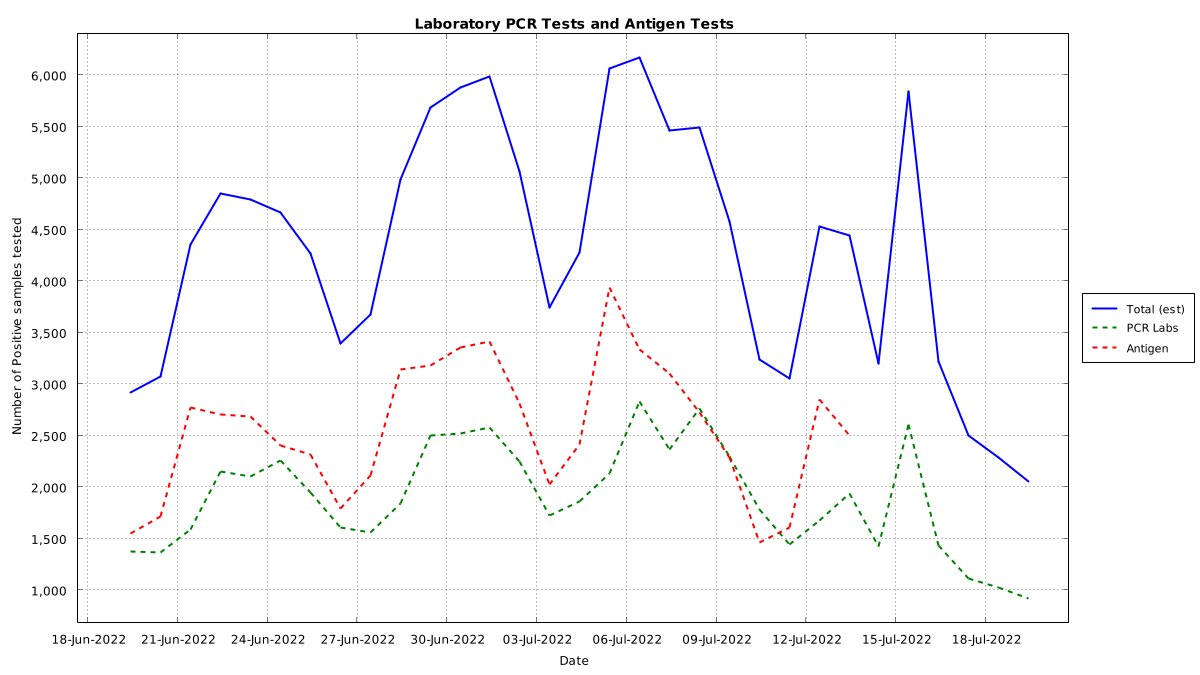 Laboratory PCR Tests and Antigen Tests
Number of Positive samples tested
6,000
5,500
5,000
4,500
4,000
3,500
3,000
2,500
2,000
1,500
1,000
18-Jun-2022 21-Jun-2022 24-Jun-2022 27-Jun-2022 30-Jun-2022 03-Jul-2022 06-Jul-2022 09-Jul-2022 12-Jul-2022 15-Jul-2022 18-Jul-2022
Date
Total (est)
PCR Labs
Antigen